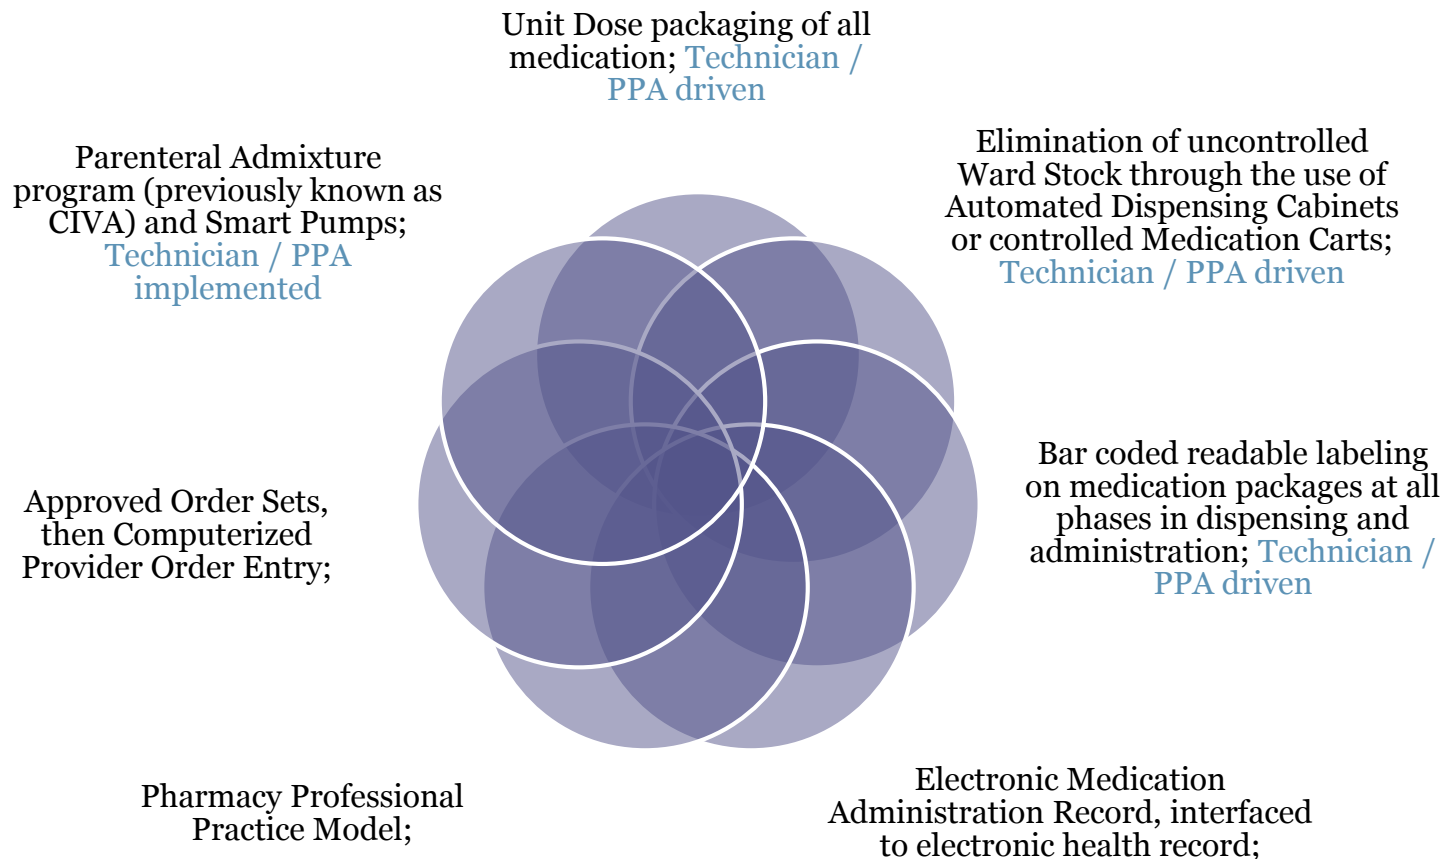 Unit Dose packaging of all
medication; Technician /
PPA driven
Elimination of uncontrolled
Ward Stock through the use of
Automated Dispensing Cabinets
or controlled Medication Carts;
Technician / PPA driven
Bar coded readable labeling
on medication packages at all
phases in dispensing and
administration; Technician /
PPA driven
Electronic Medication
Administration Record, interfaced
to electronic health record;
Pharmacy Professional
Practice Model;
Approved Order Sets,
then Computerized
Provider Order Entry;
Parenteral Admixture
program (previously known as
CIVA) and Smart Pumps;
Technician / PPA
implemented